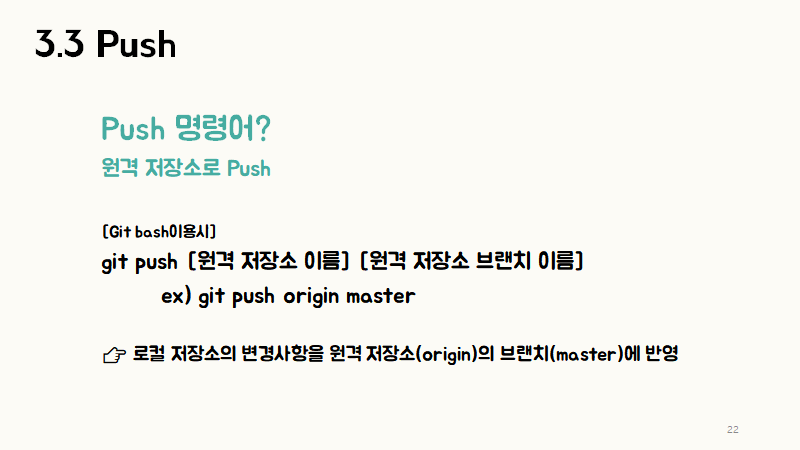 3.3 Push
Push 명령어?
원격 저장소로 Push
[Git bash이용시]
git push [원격 저장소 이름] [원격 저장소 브랜치 이름]
ex) git push origin master
👉 로컬 저장소의 변경사항을 원격 저장소(origin)의 브랜치(master)에 반영
22